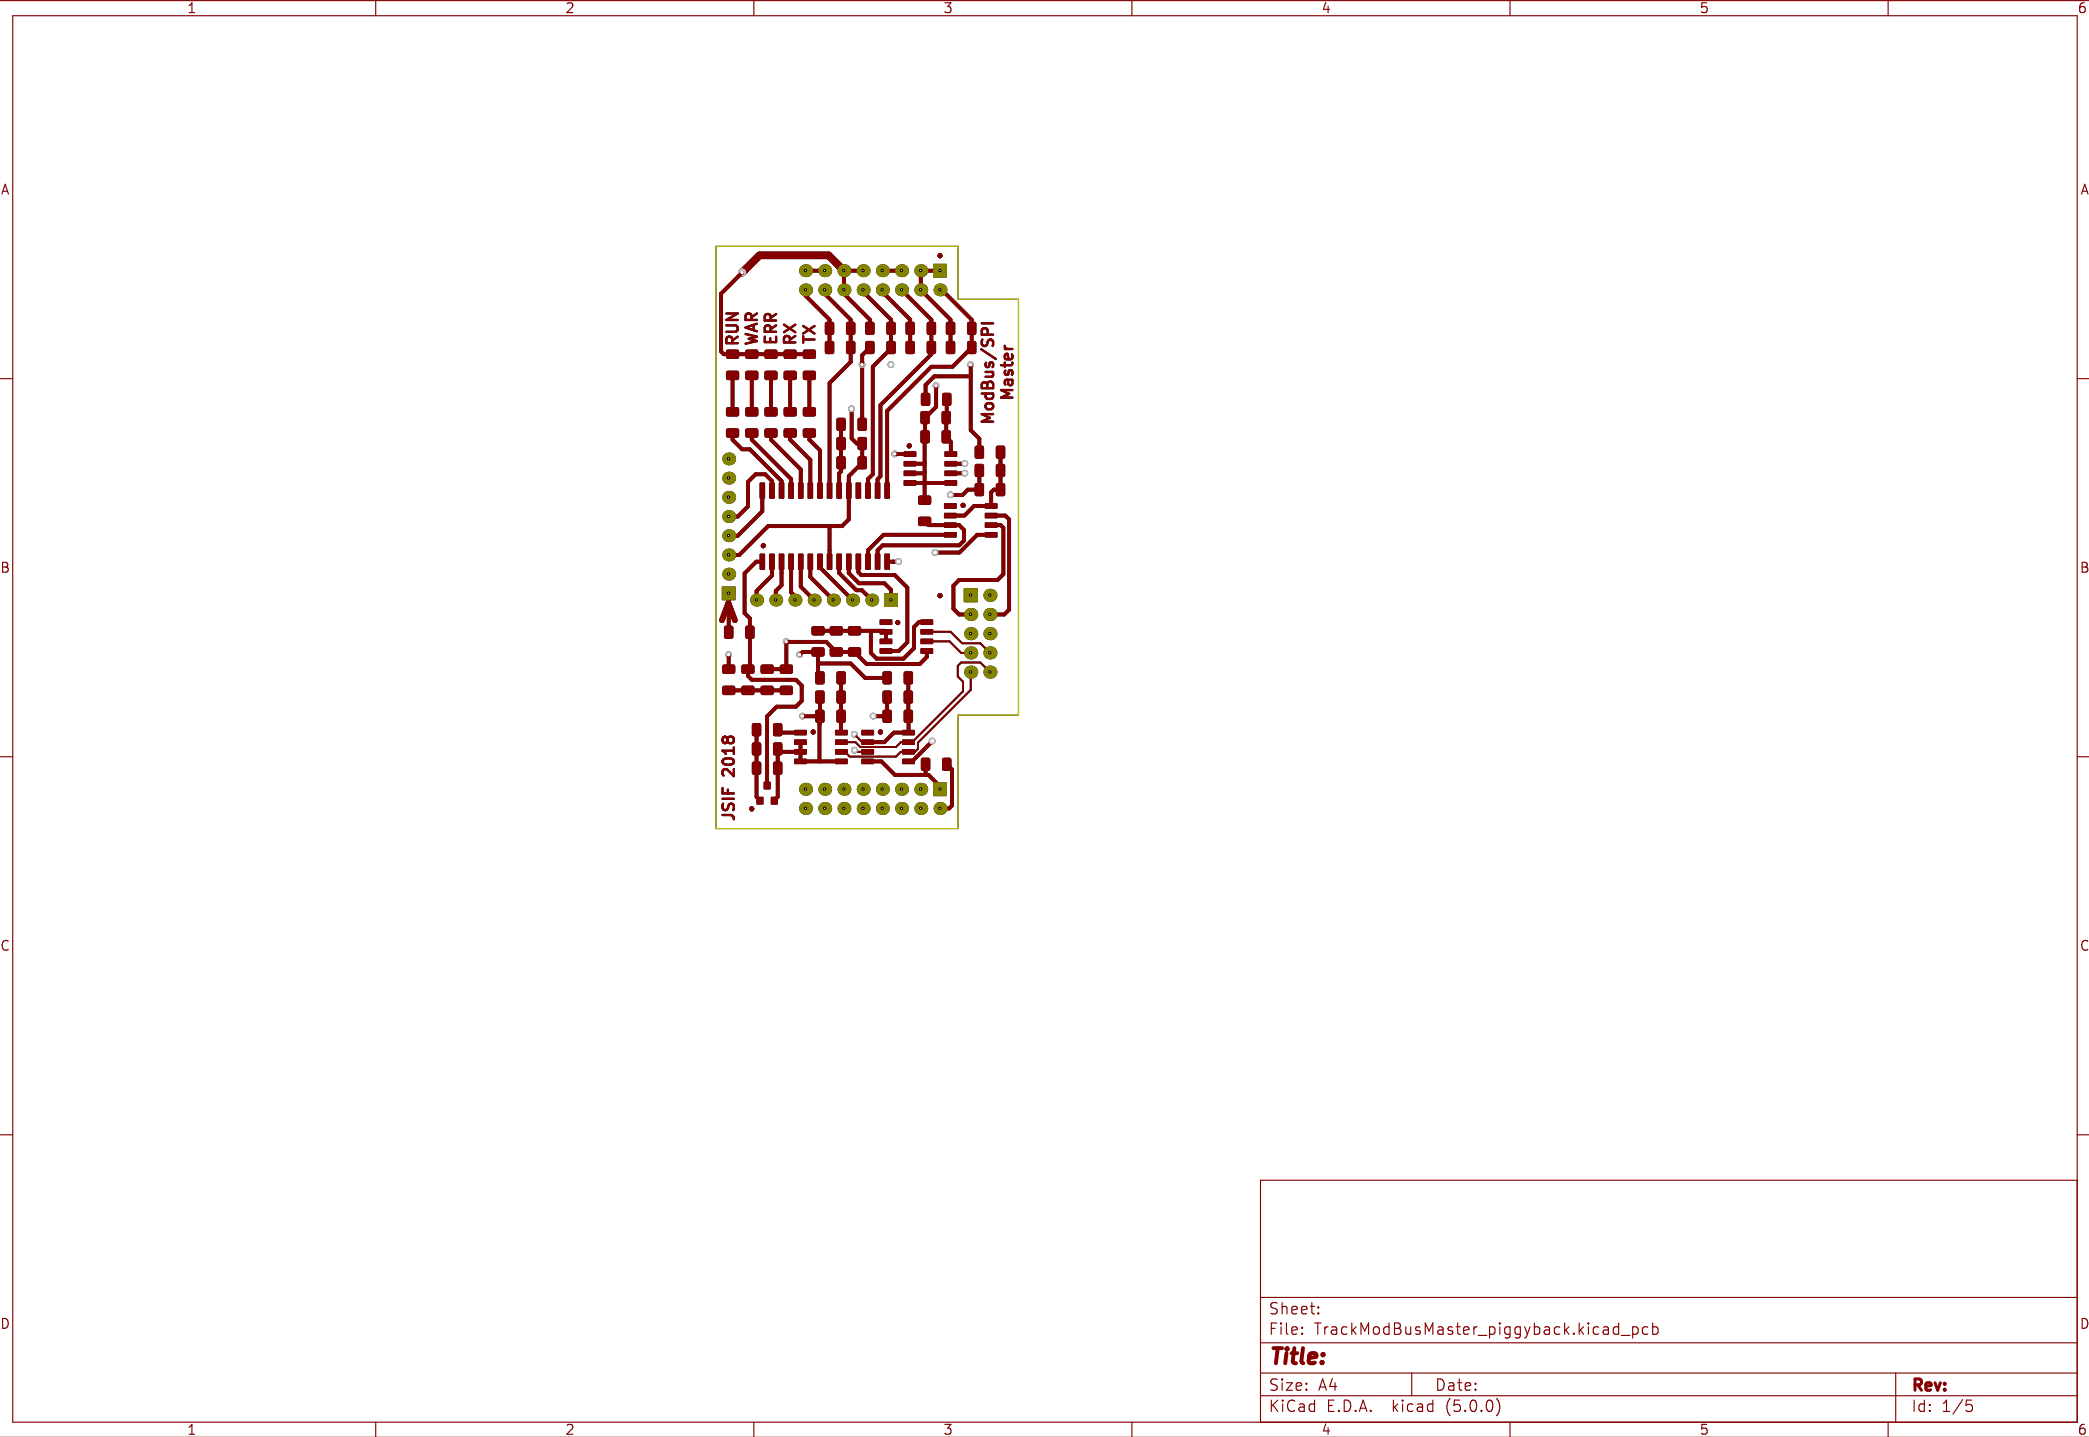 1 2 3 4 5 6
A A
RUN
WAR
ERR
RX
TX
ModBus/SPI
Master
B B
JSIF 2018
C C
Sheet:
File: TrackModBusMaster_piggyback.kicad_pcb
D D
Title:
Size: A4 Date: Rev:
KiCad E.D.A. kicad (5.0.0) Id: 1/5
1 2 3 4 5 6